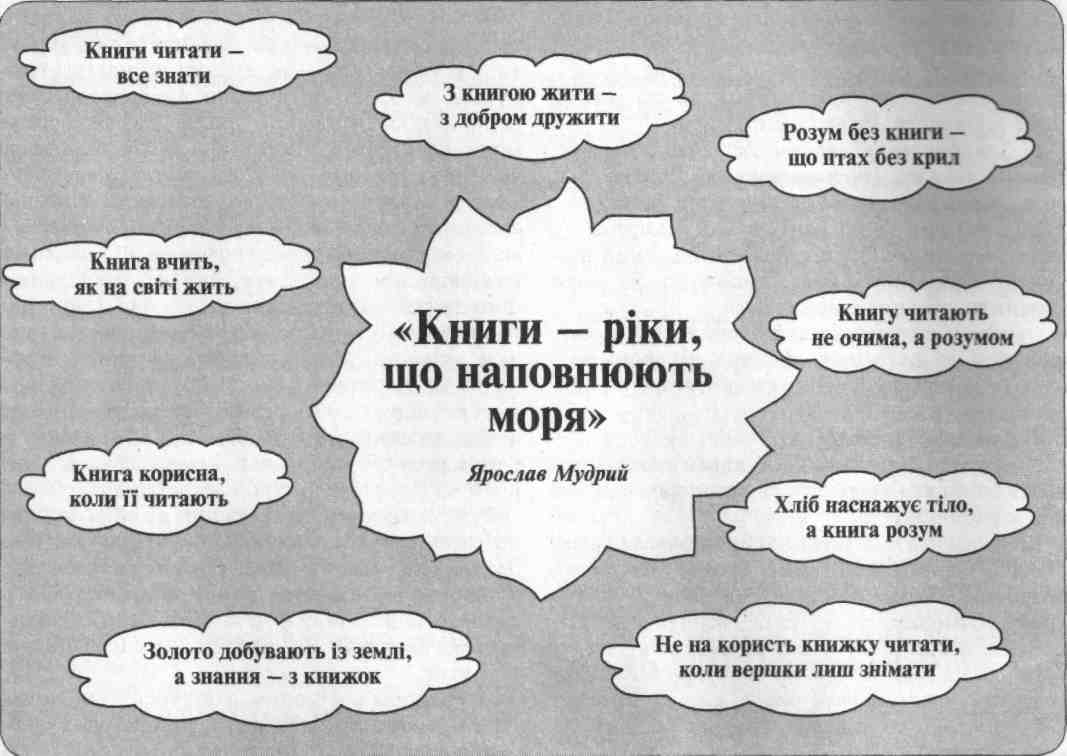 Книги читати –
все знати
З книгою жити –
з добром дружити
Розум без книги –
що птах без крил
Книга вчить,
як на світі жить
Книгу читають
не очима, а розумом
«Книги – ріки,
що наповнюють
моря»
Ярослав Мудрий
Книга корисна,
коли її читають
Хліб наснажує тіло,
а книга розум
Золото добувають із землі,
а знання – з книжок
Не на користь книжку читати,
коли вершки лиш знімати